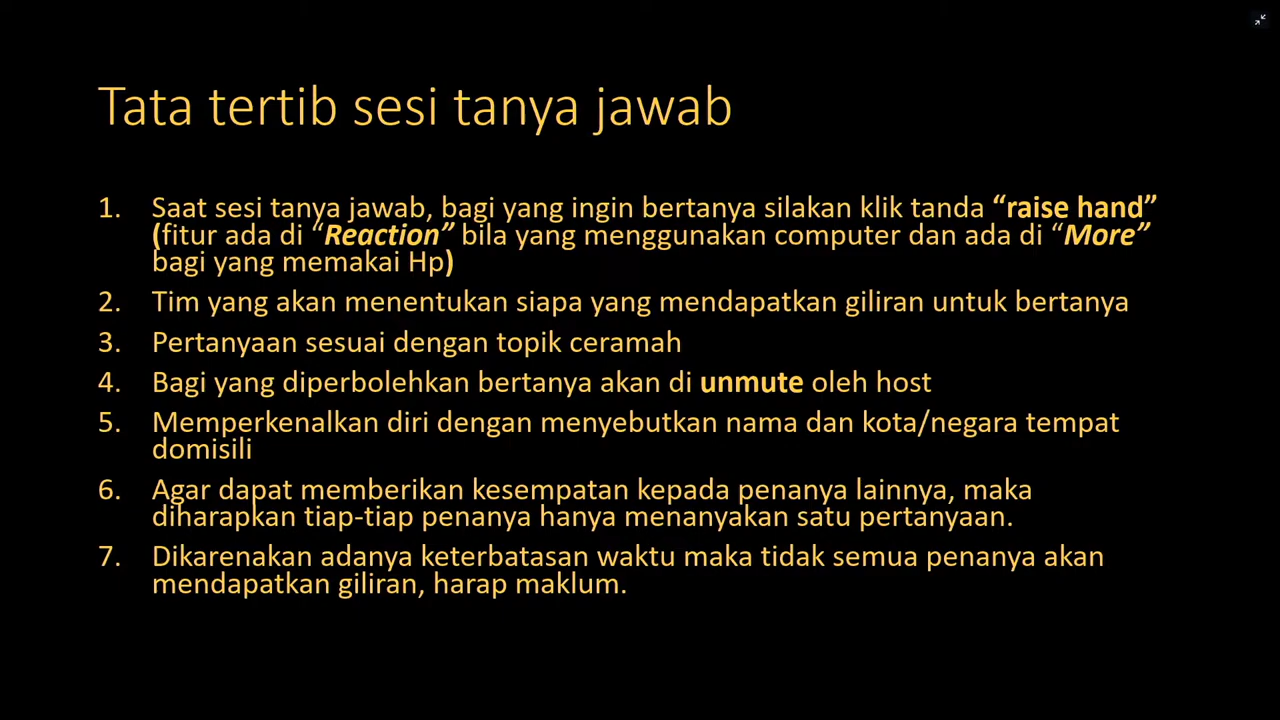 Tata tertib sesi tanya jawab
1. Saat sesi tanya jawab, bagi yang ingin bertanya silakan klik tanda “raise hand”
(fitur ada di “Reaction” bila yang menggunakan computer dan ada di “More”
bagi yang memakai Hp)
2. Tim yang akan menentukan siapa yang mendapatkan giliran untuk bertanya
3. Pertanyaan sesuai dengan topik ceramah
4. Bagi yang diperbolehkan bertanya akan di unmute oleh host
5. Memperkenalkan diri dengan menyebutkan nama dan kota/negara tempat
domisili
6. Agar dapat memberikan kesempatan kepada penanya lainnya, maka
diharapkan tiap-tiap penanya hanya menanyakan satu pertanyaan.
7. Dikarenakan adanya keterbatasan waktu maka tidak semua penanya akan
mendapatkan giliran, harap maklum.